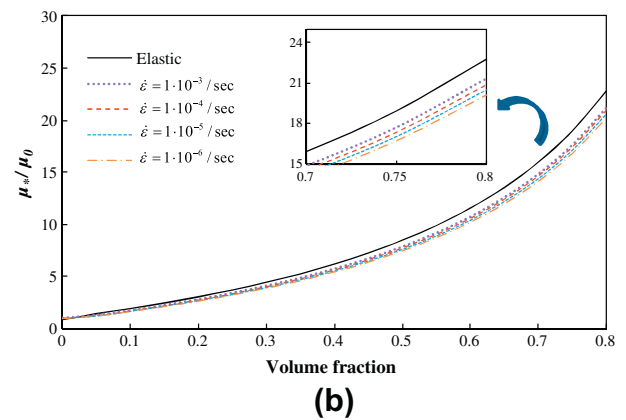 30
25
20
15
10
5
0
μ*/μ0
Elastic
ε̇ = 1·10⁻³ / sec
ε̇ = 1·10⁻⁴ / sec
ε̇ = 1·10⁻⁵ / sec
ε̇ = 1·10⁻⁶ / sec
24
21
18
15
0.7 0.75 0.8
0 0.1 0.2 0.3 0.4 0.5 0.6 0.7 0.8
Volume fraction
(b)